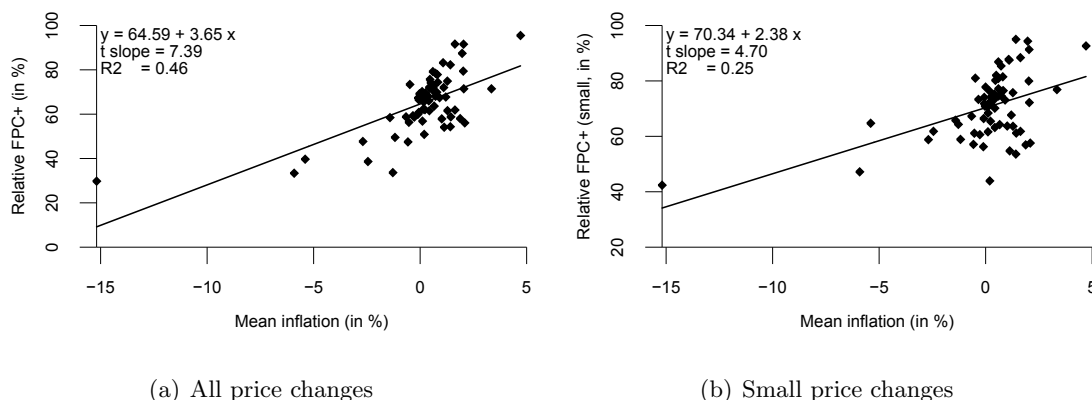 y = 64.59 + 3.65 x
t slope = 7.39
R2 = 0.46
Relative FPC+ (in %)
0 20 40 60 80 100
−15 −10 −5 0 5
Mean inflation (in %)
(a) All price changes
y = 70.34 + 2.38 x
t slope = 4.70
R2 = 0.25
Relative FPC+ (small, in %)
20 40 60 80 100
−15 −10 −5 0 5
Mean inflation (in %)
(b) Small price changes